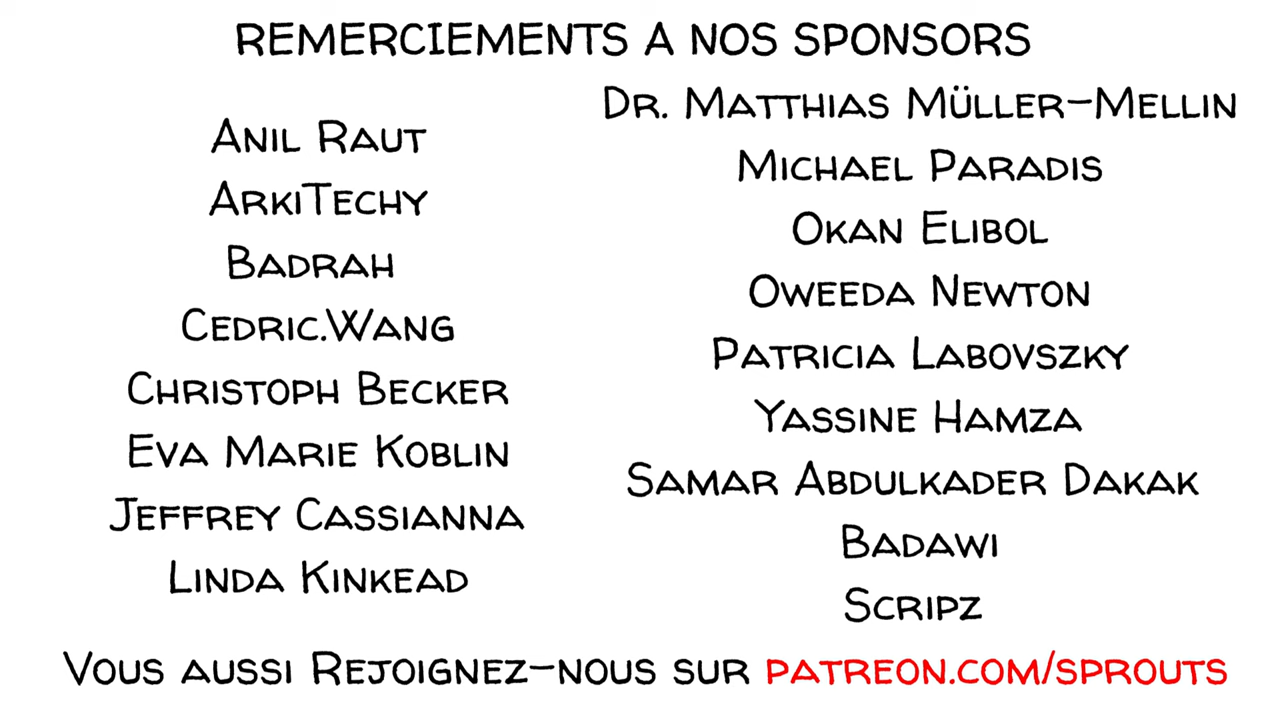 REMERCIEMENTS A NOS SPONSORS
Anil Raut
ArkiTechy
Badrah
Cedric.Wang
Christoph Becker
Eva Marie Koblin
Jeffrey Cassianna
Linda Kinkead
Dr. Matthias Müller-Mellin
Michael Paradis
Okan Elibol
Oweeda Newton
Patricia Labovszky
Yassine Hamza
Samar Abdulkader Dakak
Badawi
Scripz
Vous aussi Rejoignez-nous sur patreon.com/sprouts